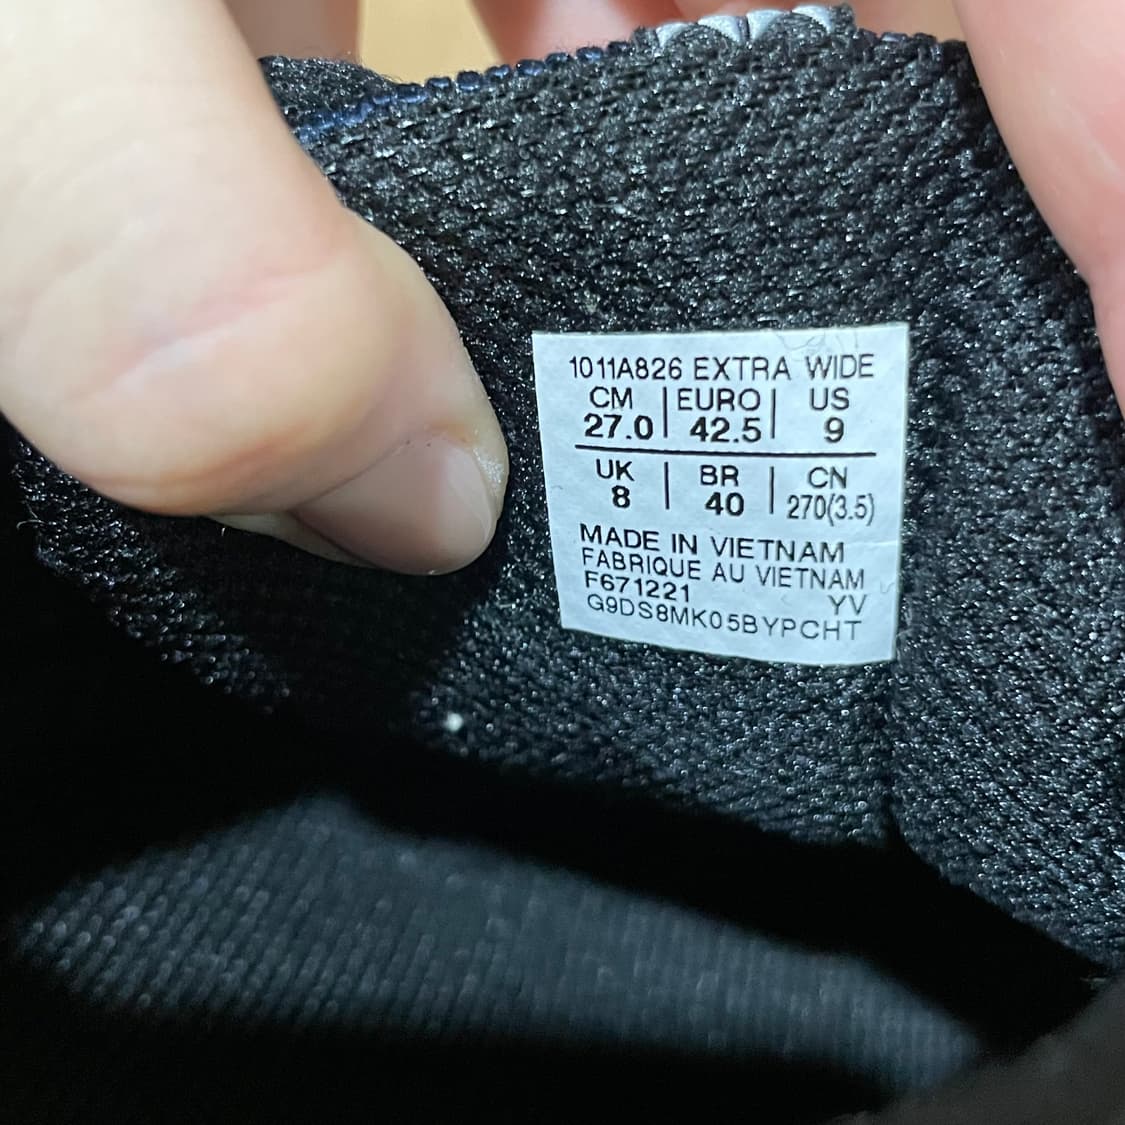 1011A826 EXTRA WIDE
CM | EURO | US
27.0 | 42.5 | 9
UK | BR | CN
8 | 40 | 270(3.5)
MADE IN VIETNAM
FABRIQUE AU VIETNAM
F671221 YV
G9DS8MK05BYPCHT